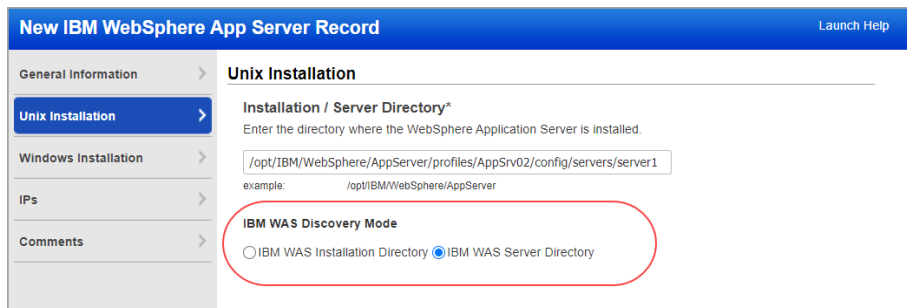 New IBM WebSphere App Server Record
Launch Help
General Information
Unix Installation
Windows Installation
IPs
Comments
Unix Installation
Installation / Server Directory*
Enter the directory where the WebSphere Application Server is installed.
/opt/IBM/WebSphere/AppServer/profiles/AppSrv02/config/servers/server1
example: /opt/IBM/WebSphere/AppServer
IBM WAS Discovery Mode
IBM WAS Installation Directory IBM WAS Server Directory